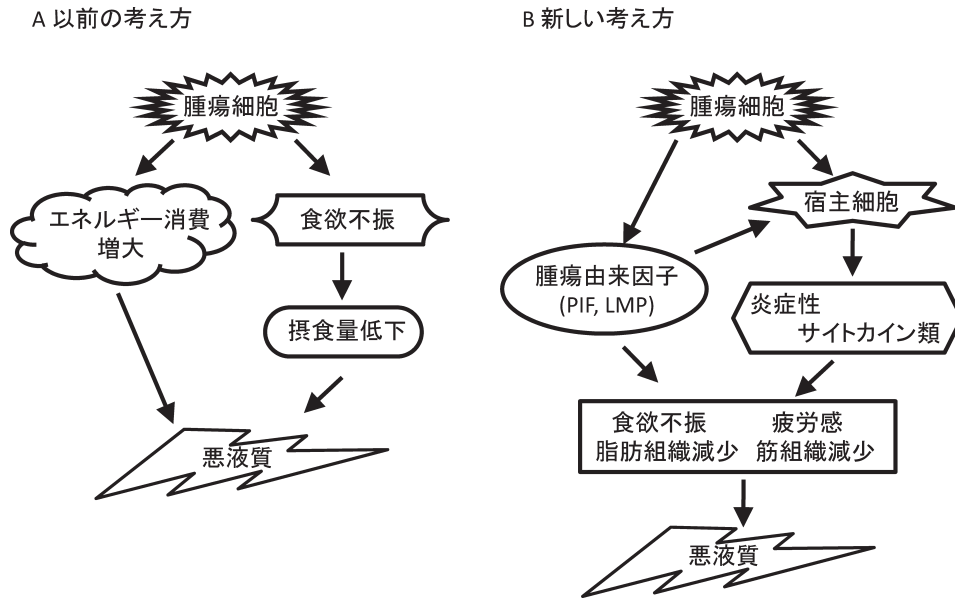 A 以前の考え方
腫瘍細胞
エネルギー消費
増大
食欲不振
摂食量低下
悪液質
B 新しい考え方
腫瘍細胞
宿主細胞
腫瘍由来因子
(PIF, LMP)
炎症性
サイトカイン類
食欲不振 疲労感
脂肪組織減少 筋組織減少
悪液質